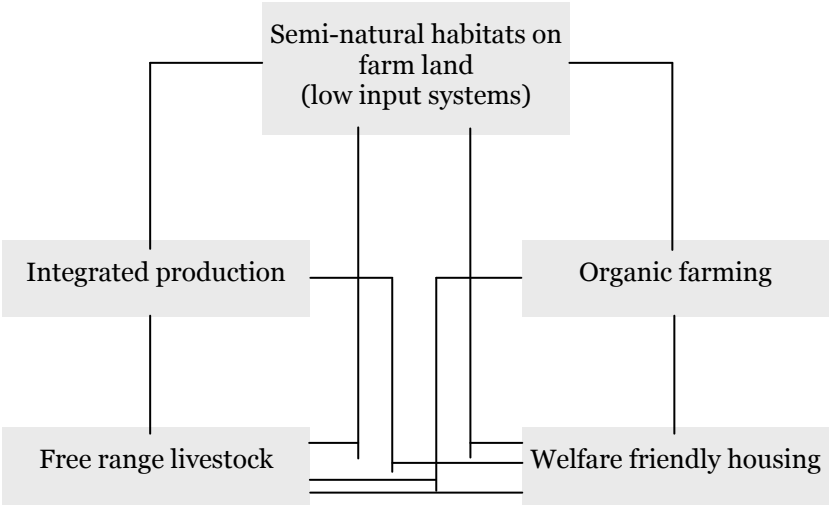 Semi-natural habitats on
farm land
(low input systems)
Integrated production
Organic farming
Free range livestock
Welfare friendly housing